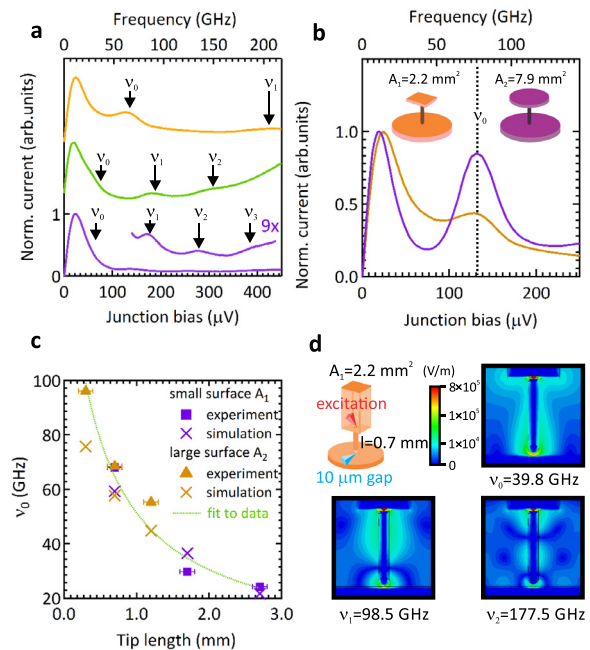 Frequency (GHz)
0 100 200
a
ν0
ν1
ν0
ν1
ν2
ν0
ν1
ν2
ν3
9x
1
0
Norm. current (arb.units)
0 100 200 300 400
Junction bias (µV)
Frequency (GHz)
0 50 100
b
A1=2.2 mm²
A2=7.9 mm²
ν0
1.0
0.5
0.0
Norm. current (arb.units)
0 100 200
Junction bias (µV)
c
100
80
60
40
20
ν0 (GHz)
small surface A1
experiment
simulation
large surface A2
experiment
simulation
fit to data
0.0 1.0 2.0 3.0
Tip length (mm)
d
A1=2.2 mm²
excitation
l=0.7 mm
10 µm gap
(V/m)
8×10⁵
1×10⁵
1×10⁴
0
ν0=39.8 GHz
ν1=98.5 GHz
ν2=177.5 GHz